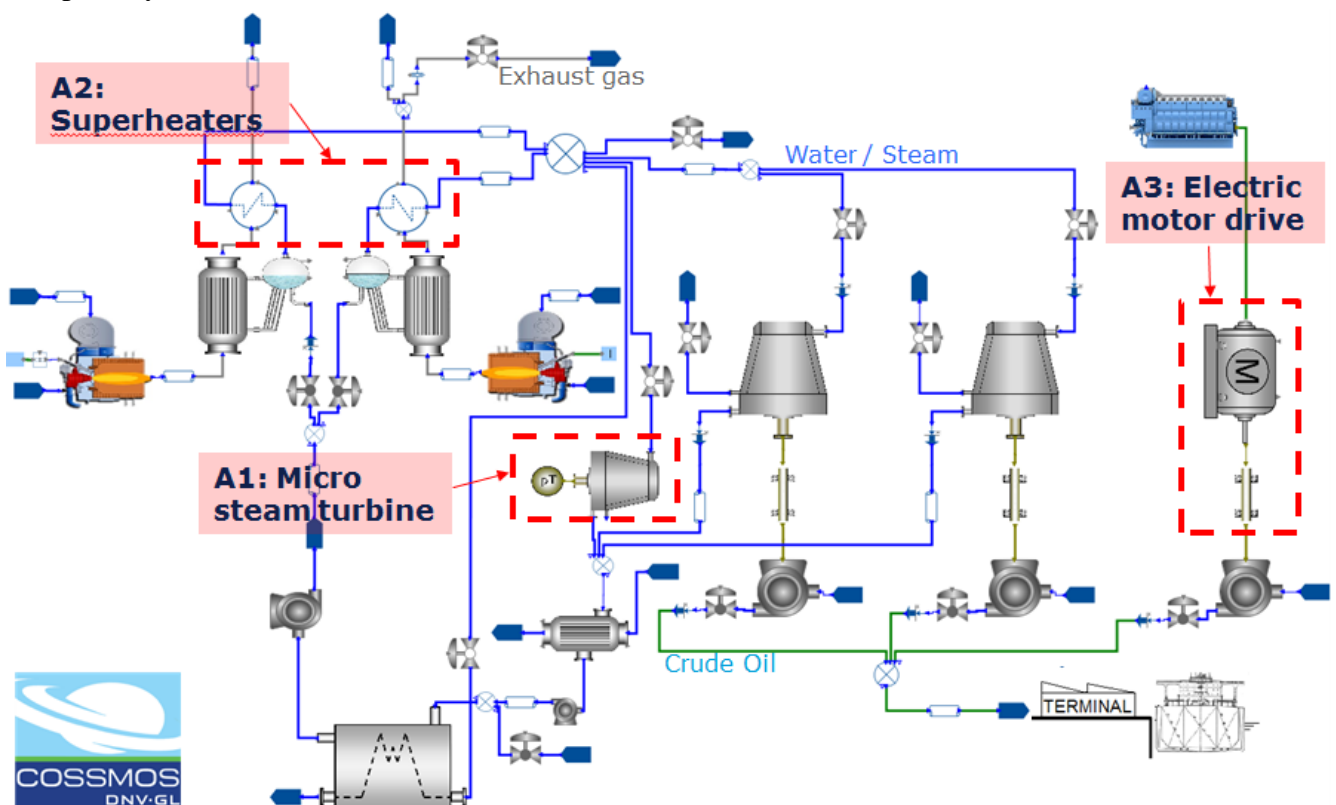 Exhaust gas
A2:
Superheaters
Water / Steam
A3: Electric
motor drive
M
A1: Micro
steam turbine
pT
Crude Oil
TERMINAL
COSSMOS
DNV·GL